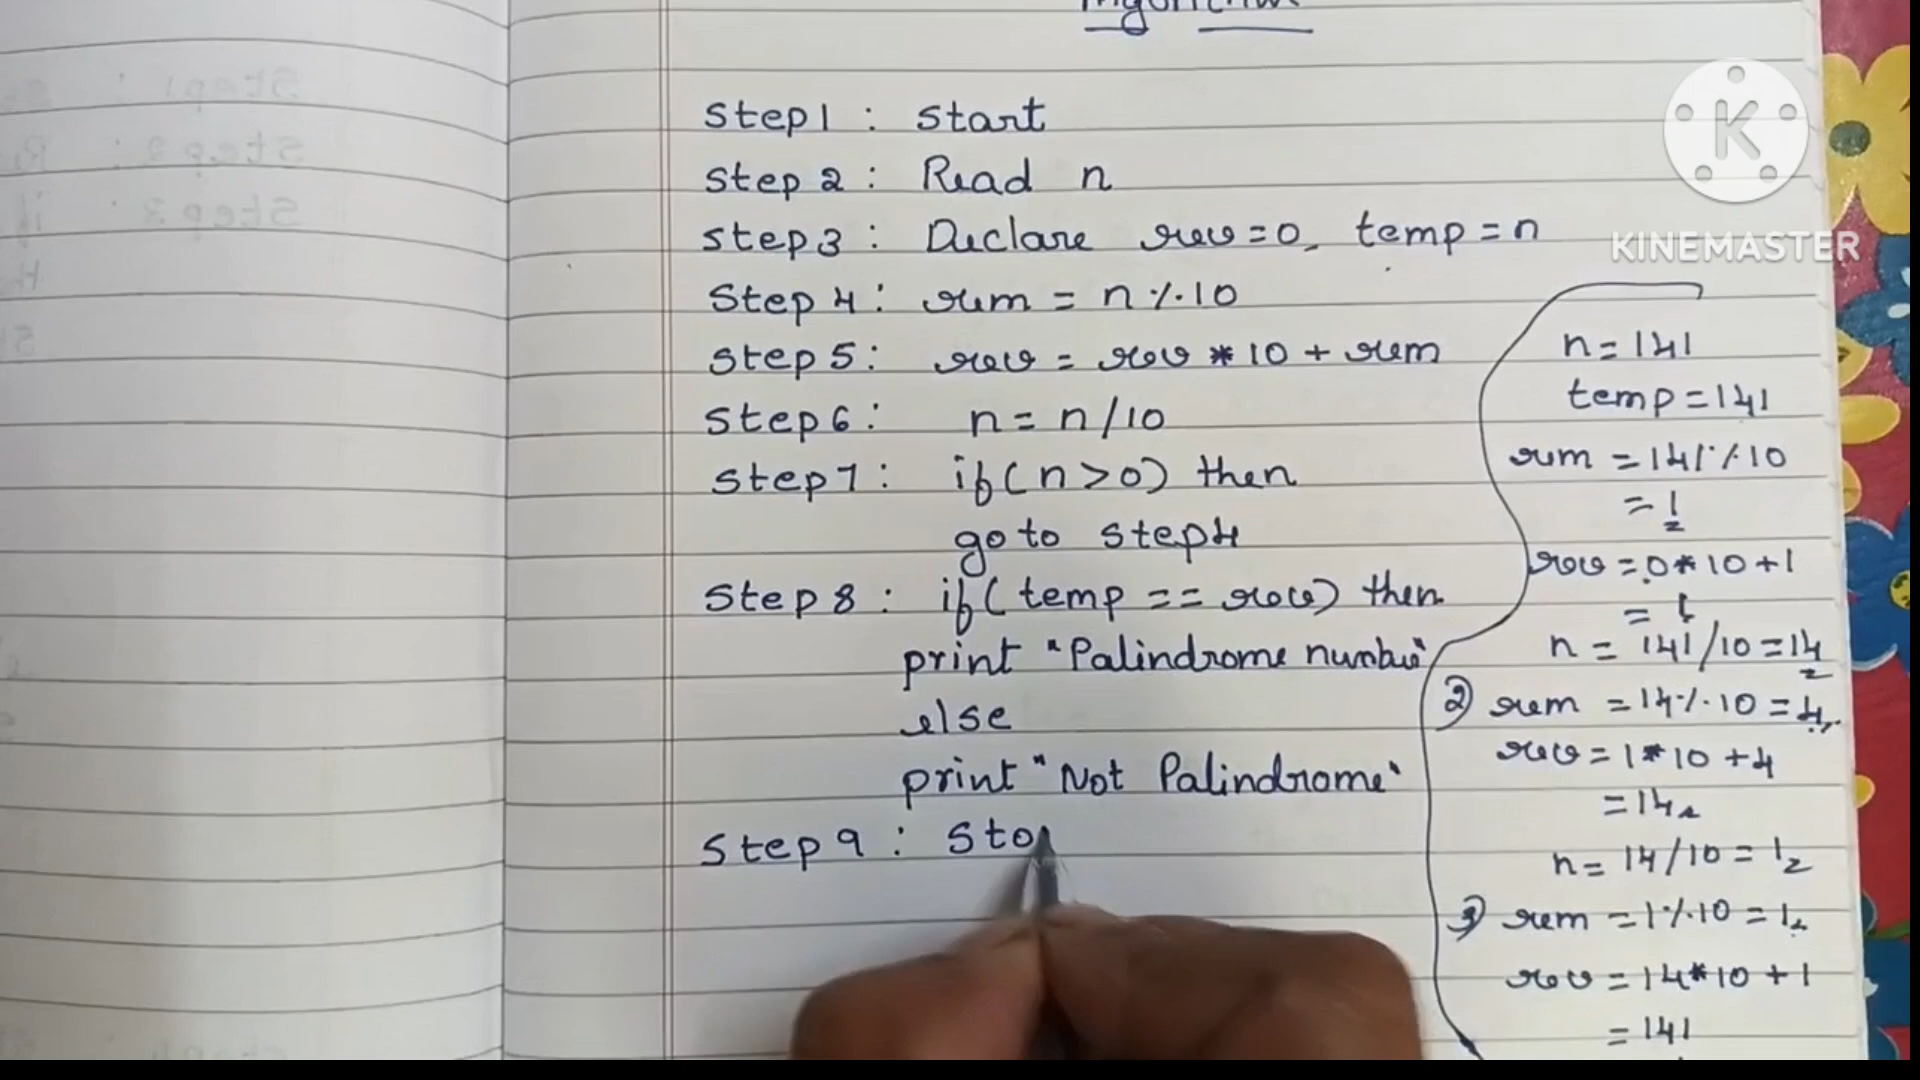 Algorithm
Step1 : Start
Step 2 : Read n
Step3 : Declare rev=0, temp=n
Step 4 : rem = n%10
Step 5 : rev = rev * 10 + rem
Step6 : n = n/10
Step7 : if(n>0) then
go to step4
Step 8 : if(temp == rev) then
print "Palindrome number"
else
print "Not Palindrome"
Step 9 : Sto
n=141
temp=141
rem =141%10
=1
rev =0*10+1
=1
n = 141/10=14
② rem =14%10=4
rev=1*10+4
=14
n= 14/10=1
③ rem =1%10=1
rev =14*10+1
=141
K
KINEMASTER
Step1 :
Step2 :
Step3 :